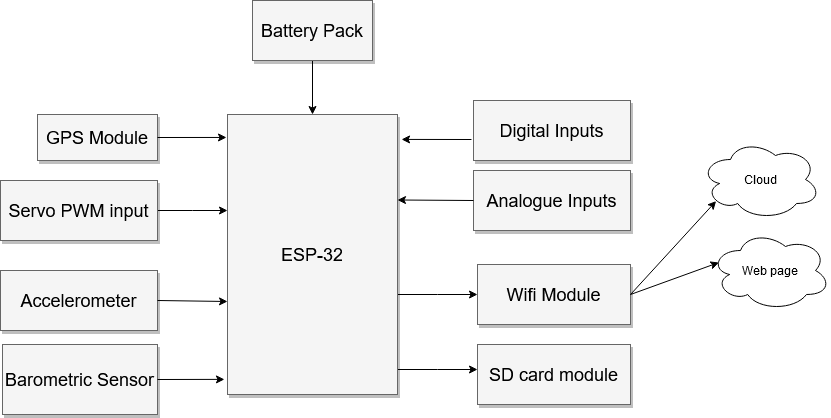 Battery Pack
GPS Module
Servo PWM input
Accelerometer
Barometric Sensor
ESP-32
Digital Inputs
Analogue Inputs
Wifi Module
SD card module
Cloud
Web page